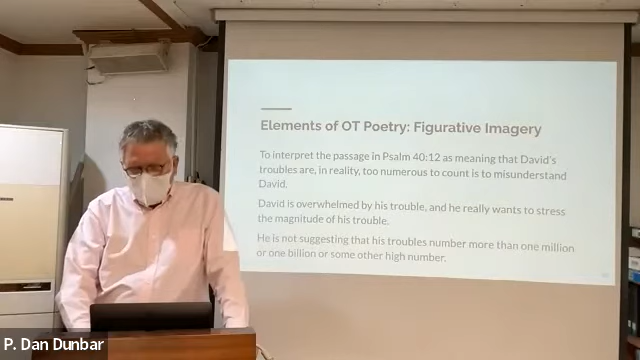 Elements of OT Poetry: Figurative Imagery
To interpret the passage in Psalm 40:12 as meaning that David's
troubles are, in reality, too numerous to count is to misunderstand
David.
David is overwhelmed by his trouble, and he really wants to stress
the magnitude of his trouble.
He is not suggesting that his troubles number more than one million
or one billion or some other high number.
P. Dan Dunbar